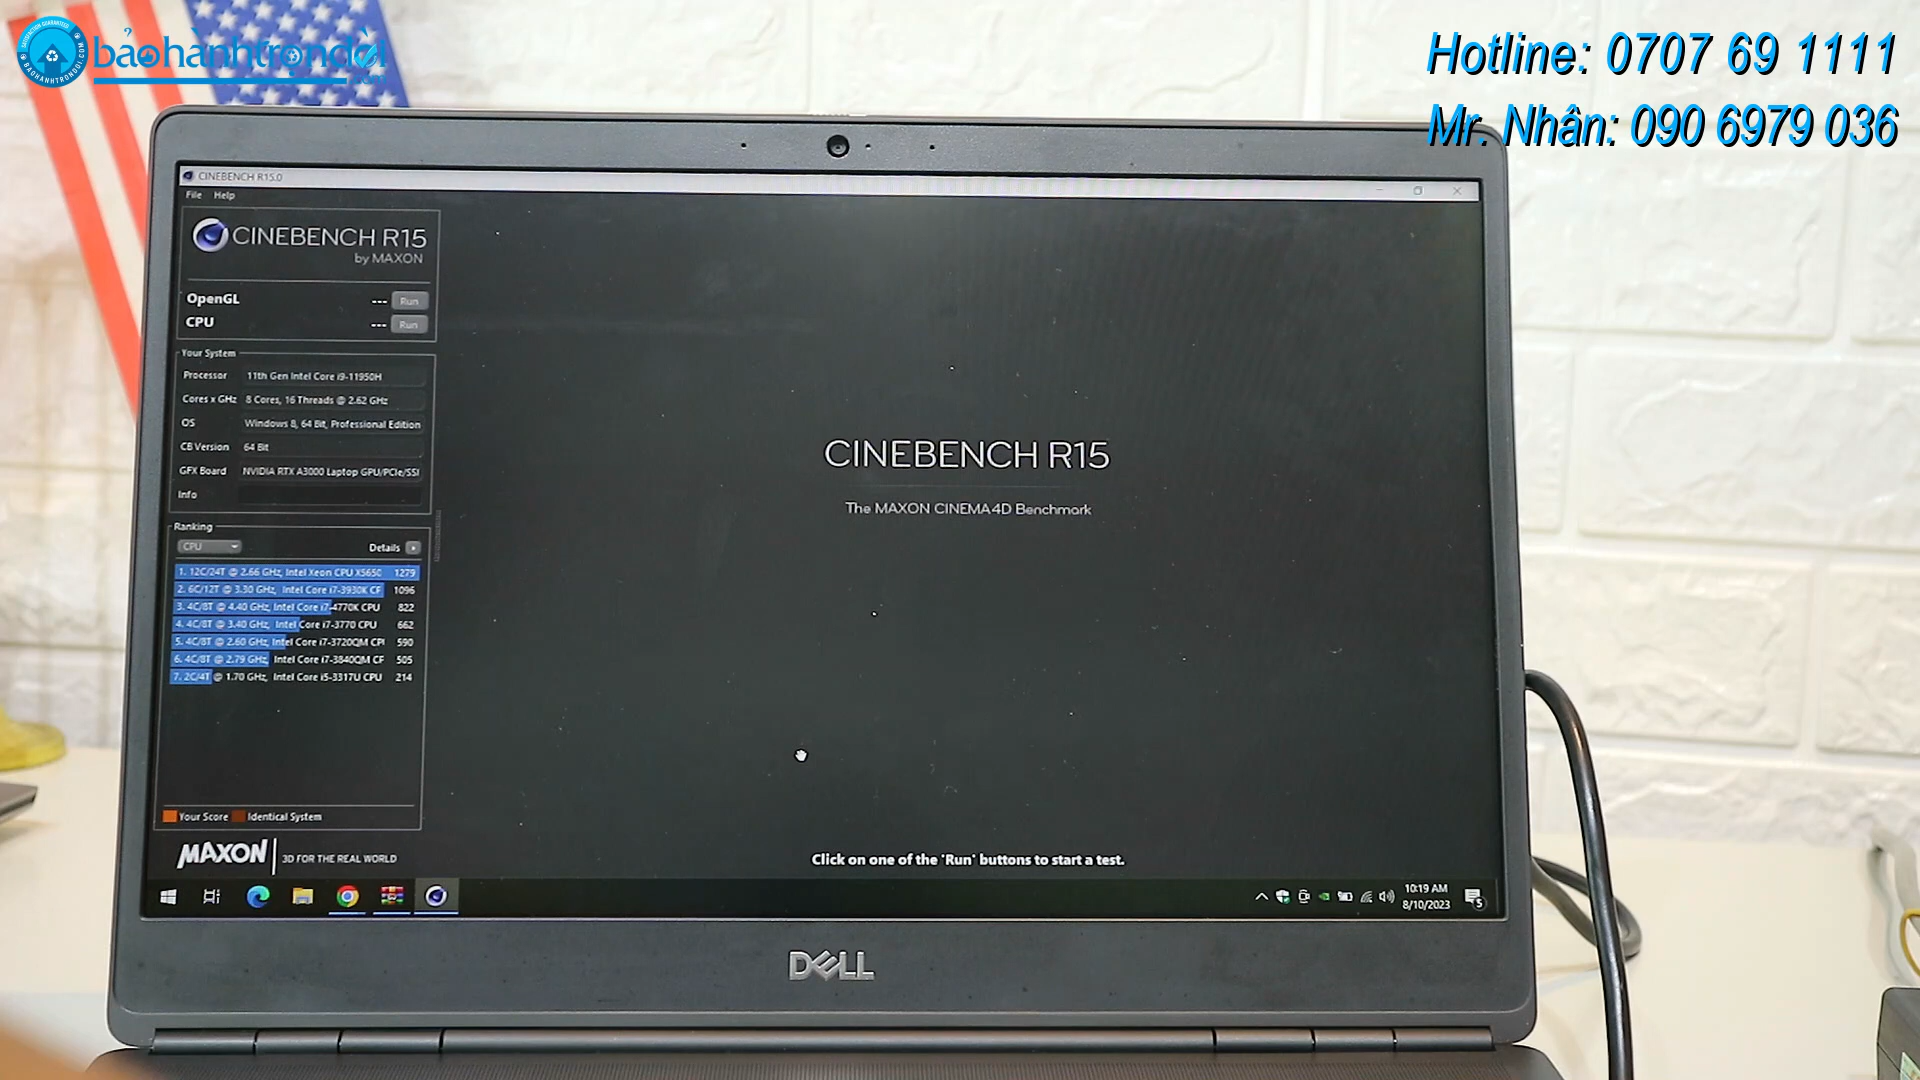 SATISFACTION GUARANTEED
BAOHANHTRONDOI.COM
bảohànhtrọnđời
Hotline: 0707 69 1111
Mr. Nhân: 090 6979 036
CINEBENCH R15.0
File Help
CINEBENCH R15
by MAXON
OpenGL --- Run
CPU --- Run
Your System
Processor 11th Gen Intel Core i9-11950H
Cores x GHz 8 Cores, 16 Threads @ 2.62 GHz
OS Windows 8, 64 Bit, Professional Edition
CB Version 64 Bit
GFX Board NVIDIA RTX A3000 Laptop GPU/PCIe/SSI
Info
Ranking
CPU Details
1. 12C/24T @ 2.66 GHz, Intel Xeon CPU X5650 1279
2. 6C/12T @ 3.30 GHz, Intel Core i7-3930K CF 1096
3. 4C/8T @ 4.40 GHz, Intel Core i7-4770K CPU 822
4. 4C/8T @ 3.40 GHz, Intel Core i7-3770 CPU 662
5. 4C/8T @ 2.60 GHz, Intel Core i7-3720QM CPI 590
6. 4C/8T @ 2.79 GHz, Intel Core i7-3840QM CF 505
7. 2C/4T @ 1.70 GHz, Intel Core i5-3317U CPU 214
Your Score Identical System
MAXON 3D FOR THE REAL WORLD
CINEBENCH R15
The MAXON CINEMA4D Benchmark
Click on one of the 'Run' buttons to start a test.
10:19 AM
8/10/2023
5
DELL